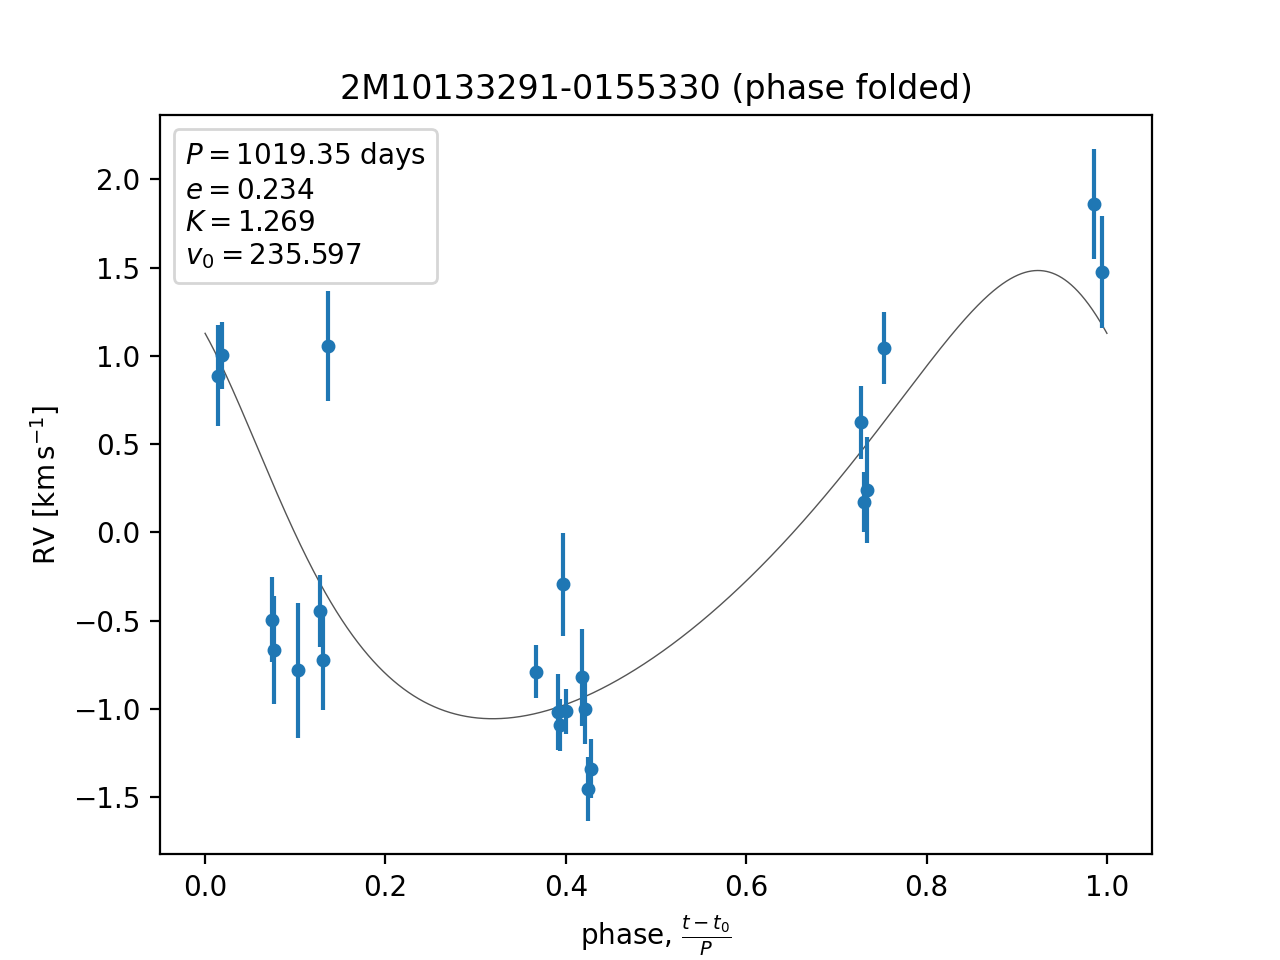 2M10133291-0155330 (phase folded)
P = 1019.35 days
e = 0.234
K = 1.269
v₀ = 235.597
2.0
1.5
1.0
0.5
0.0
−0.5
−1.0
−1.5
RV [km s⁻¹]
0.0 0.2 0.4 0.6 0.8 1.0
phase, (t − t₀)/P